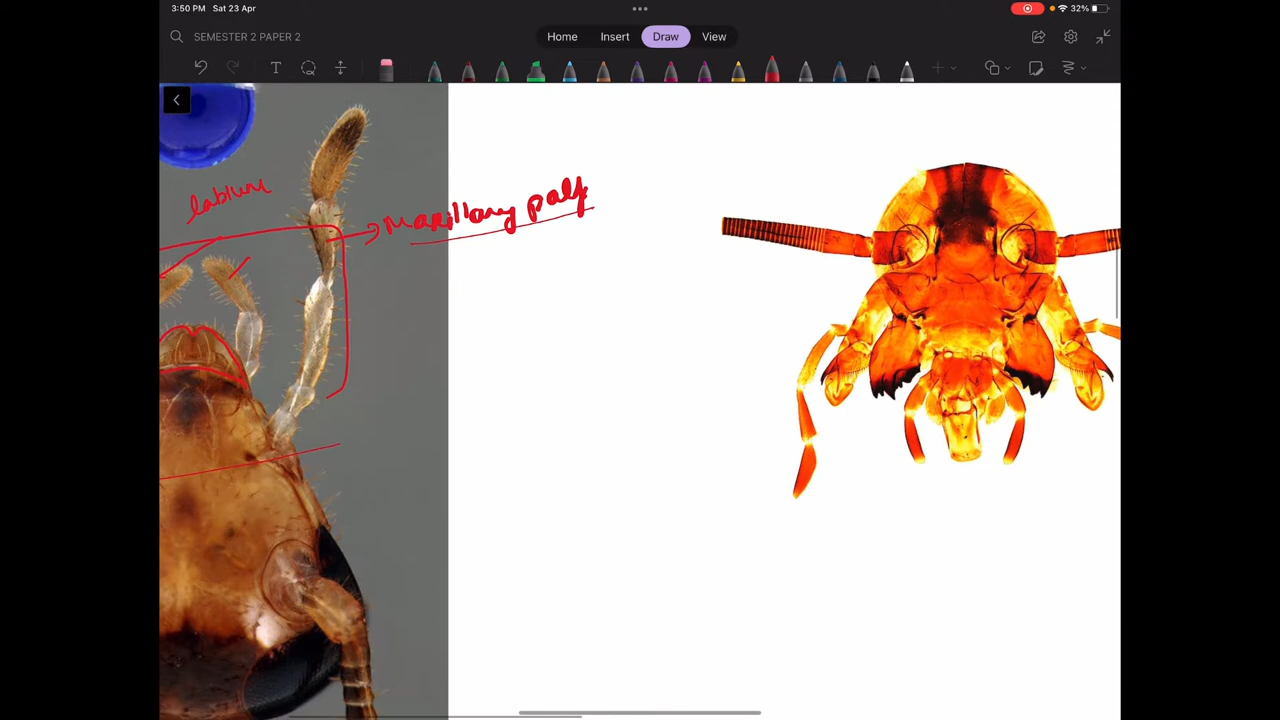 3:50 PM Sat 23 Apr
32%
SEMESTER 2 PAPER 2
Home Insert Draw View
labium
Maxillary palp